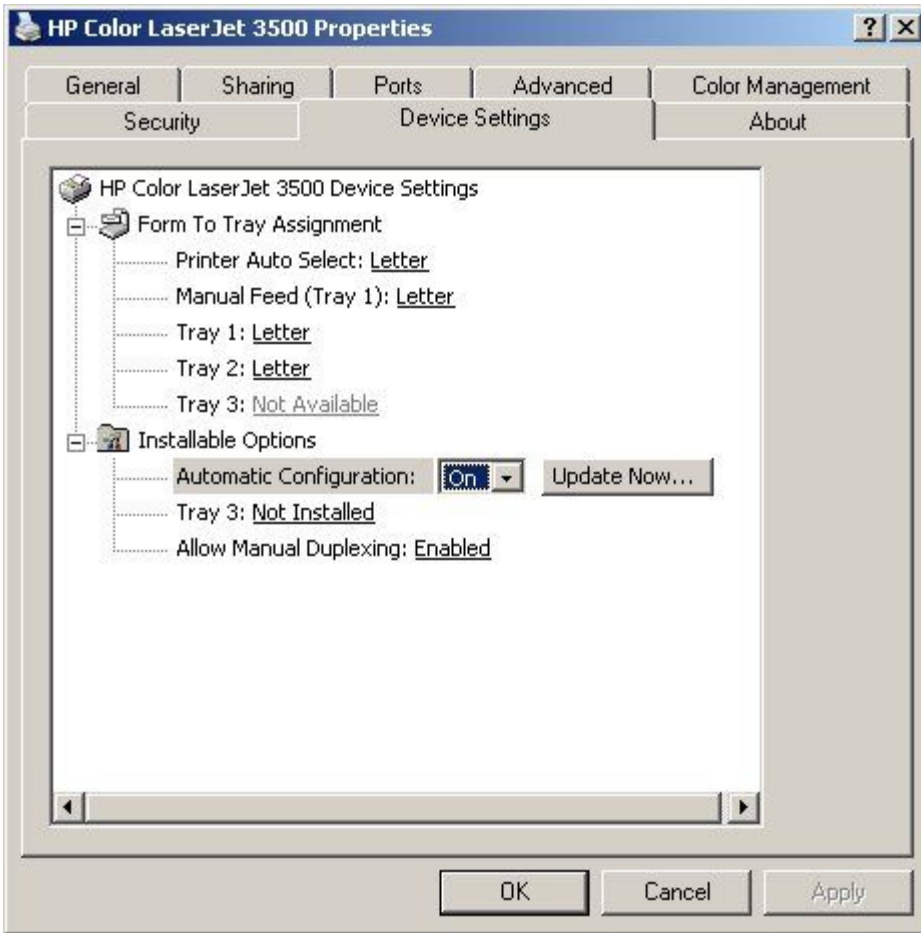 HP Color LaserJet 3500 Properties
General Sharing Ports Advanced Color Management
Security Device Settings About
HP Color LaserJet 3500 Device Settings
Form To Tray Assignment
Printer Auto Select: Letter
Manual Feed (Tray 1): Letter
Tray 1: Letter
Tray 2: Letter
Tray 3: Not Available
Installable Options
Automatic Configuration: On Update Now...
Tray 3: Not Installed
Allow Manual Duplexing: Enabled
OK Cancel Apply